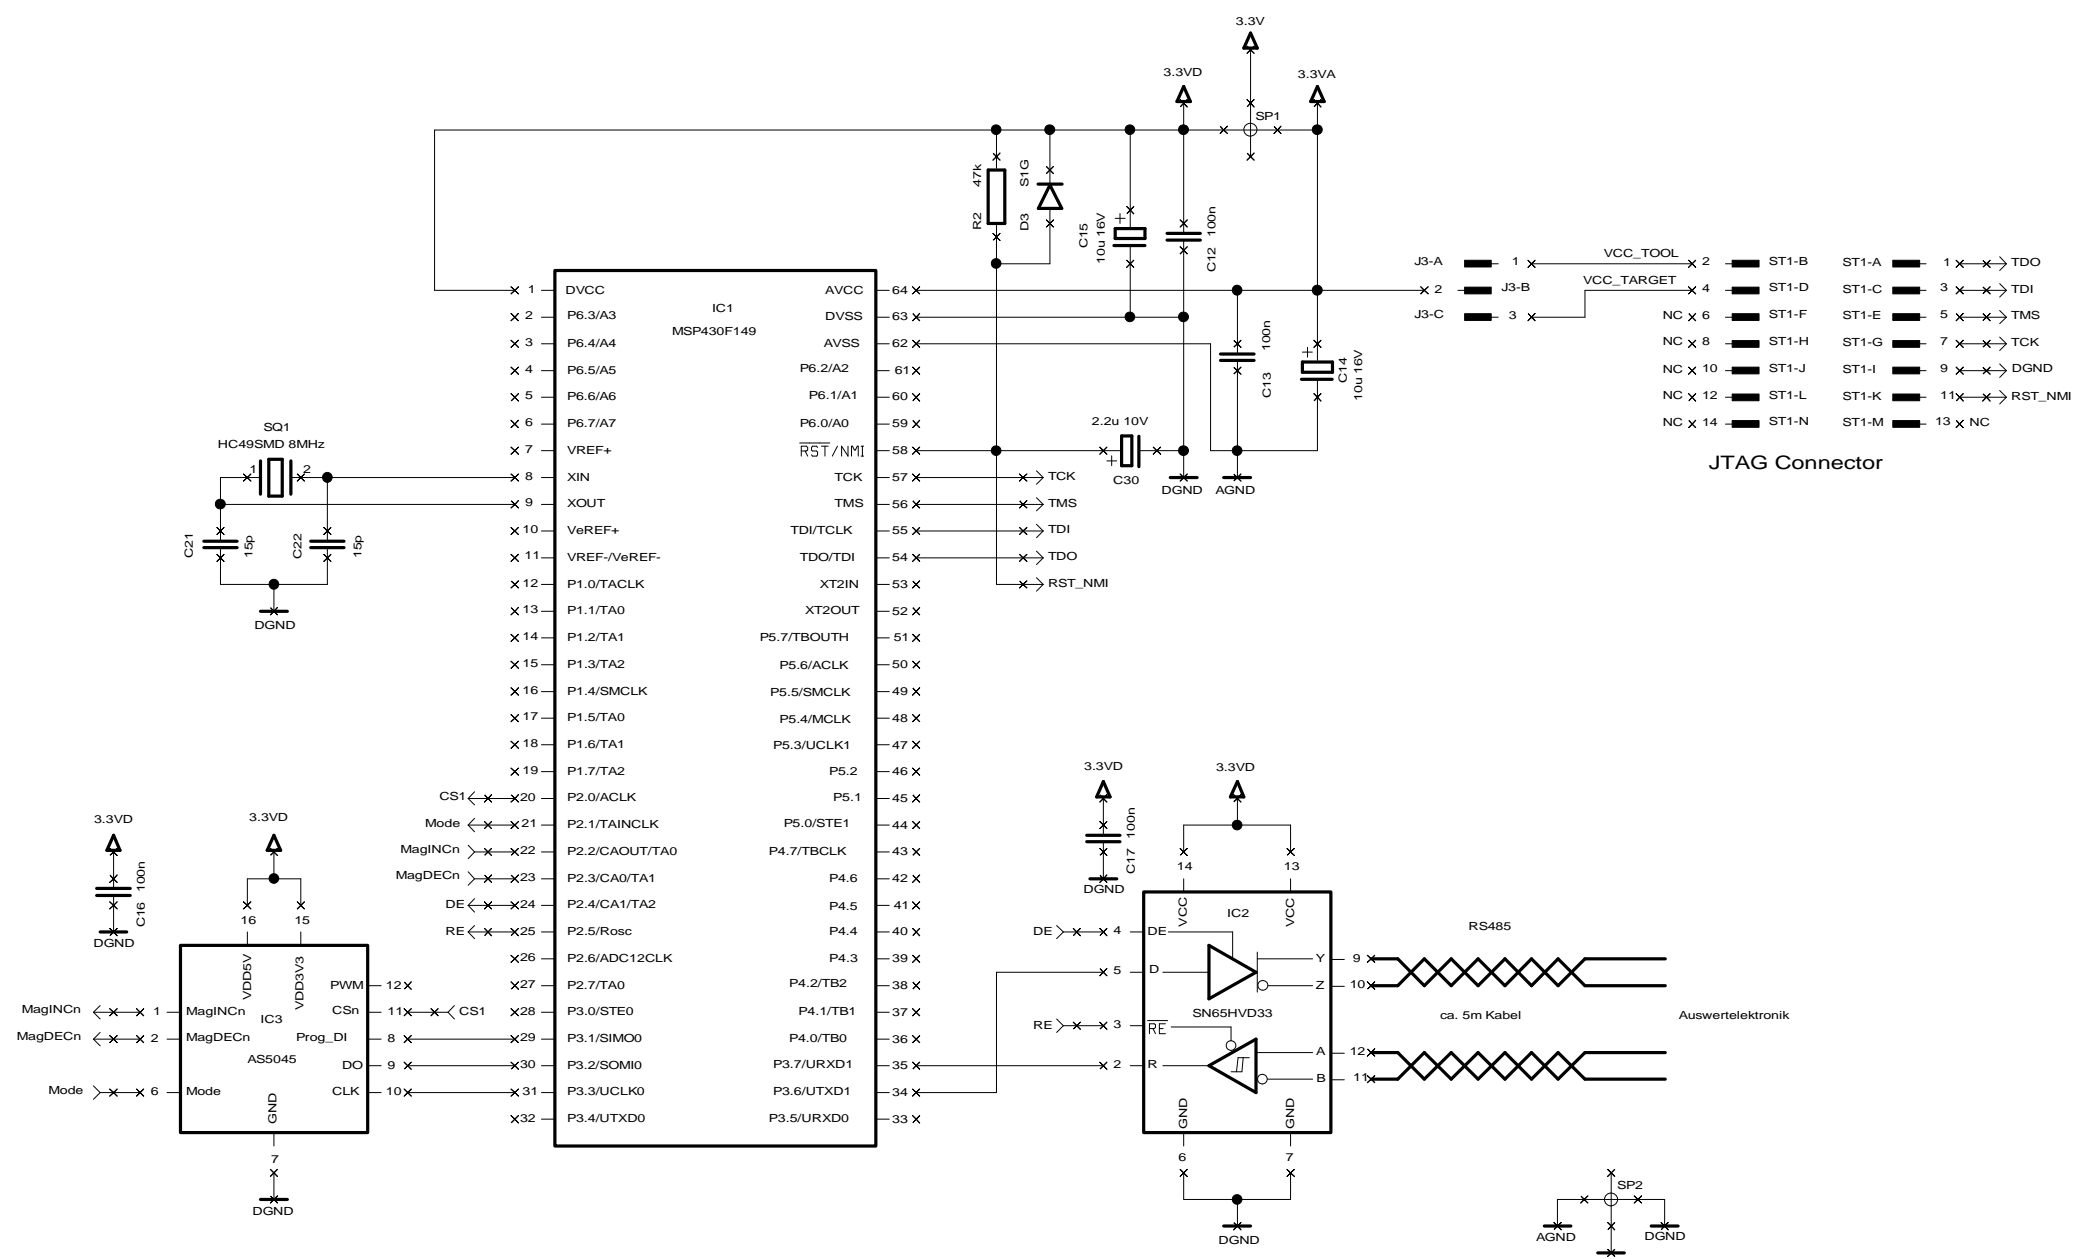 3.3V
3.3VD
3.3VA
SP1
47k
R2
S1G
D3
C15
10u 16V
C12 100n
J3-A 1
2 J3-B
J3-C 3
VCC_TOOL
VCC_TARGET
2 ST1-B ST1-A 1 TDO
4 ST1-D ST1-C 3 TDI
NC 6 ST1-F ST1-E 5 TMS
NC 8 ST1-H ST1-G 7 TCK
NC 10 ST1-J ST1-I 9 DGND
NC 12 ST1-L ST1-K 11 RST_NMI
NC 14 ST1-N ST1-M 13 NC
JTAG Connector
C13 100n
C14
10u 16V
2.2u 10V
C30
DGND
AGND
IC1
MSP430F149
1 DVCC AVCC 64
2 P6.3/A3 DVSS 63
3 P6.4/A4 AVSS 62
4 P6.5/A5 P6.2/A2 61
5 P6.6/A6 P6.1/A1 60
6 P6.7/A7 P6.0/A0 59
7 VREF+ RST/NMI 58
8 XIN TCK 57 TCK
9 XOUT TMS 56 TMS
10 VeREF+ TDI/TCLK 55 TDI
11 VREF-/VeREF- TDO/TDI 54 TDO
12 P1.0/TACLK XT2IN 53 RST_NMI
13 P1.1/TA0 XT2OUT 52
14 P1.2/TA1 P5.7/TBOUTH 51
15 P1.3/TA2 P5.6/ACLK 50
16 P1.4/SMCLK P5.5/SMCLK 49
17 P1.5/TA0 P5.4/MCLK 48
18 P1.6/TA1 P5.3/UCLK1 47
19 P1.7/TA2 P5.2 46
CS1 20 P2.0/ACLK P5.1 45
Mode 21 P2.1/TAINCLK P5.0/STE1 44
MagINCn 22 P2.2/CAOUT/TA0 P4.7/TBCLK 43
MagDECn 23 P2.3/CA0/TA1 P4.6 42
DE 24 P2.4/CA1/TA2 P4.5 41
RE 25 P2.5/Rosc P4.4 40
26 P2.6/ADC12CLK P4.3 39
27 P2.7/TA0 P4.2/TB2 38
28 P3.0/STE0 P4.1/TB1 37
29 P3.1/SIMO0 P4.0/TB0 36
30 P3.2/SOMI0 P3.7/URXD1 35
31 P3.3/UCLK0 P3.6/UTXD1 34
32 P3.4/UTXD0 P3.5/URXD0 33
SQ1
HC49SMD 8MHz
1 2
C21 15p
C22 15p
DGND
3.3VD
C16 100n
DGND
3.3VD
16 15
VDD5V
VDD3V3
PWM 12
MagINCn 1 MagINCn CSn 11 CS1
IC3
MagDECn 2 MagDECn Prog_DI 8
AS5045
DO 9
Mode 6 Mode CLK 10
GND
7
DGND
3.3VD
C17 100n
DGND
3.3VD
14 13
VCC
VCC
IC2
DE 4 DE Y 9
5 D Z 10
SN65HVD33
RE 3 RE A 12
2 R B 11
GND
GND
6 7
DGND
RS485
ca. 5m Kabel
Auswertelektronik
SP2
AGND
DGND